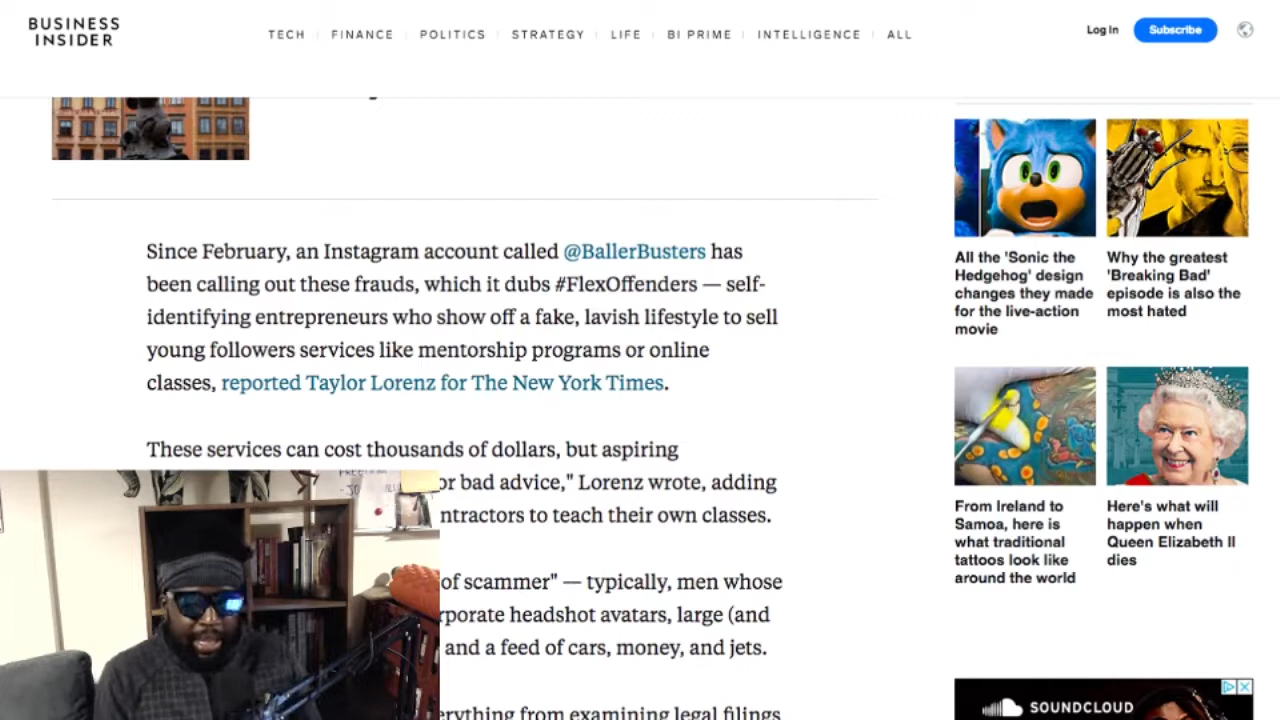 BUSINESS
INSIDER
TECH
FINANCE
POLITICS
STRATEGY
LIFE
BI PRIME
INTELLIGENCE
ALL
Log In
Subscribe
Since February, an Instagram account called @BallerBusters has
been calling out these frauds, which it dubs #FlexOffenders — self-
identifying entrepreneurs who show off a fake, lavish lifestyle to sell
young followers services like mentorship programs or online
classes, reported Taylor Lorenz for The New York Times.
These services can cost thousands of dollars, but aspiring
or bad advice," Lorenz wrote, adding
ntractors to teach their own classes.
of scammer" — typically, men whose
rporate headshot avatars, large (and
and a feed of cars, money, and jets.
erything from examining legal filings
All the 'Sonic the
Hedgehog' design
changes they made
for the live-action
movie
Why the greatest
'Breaking Bad'
episode is also the
most hated
From Ireland to
Samoa, here is
what traditional
tattoos look like
around the world
Here's what will
happen when
Queen Elizabeth II
dies
SOUNDCLOUD